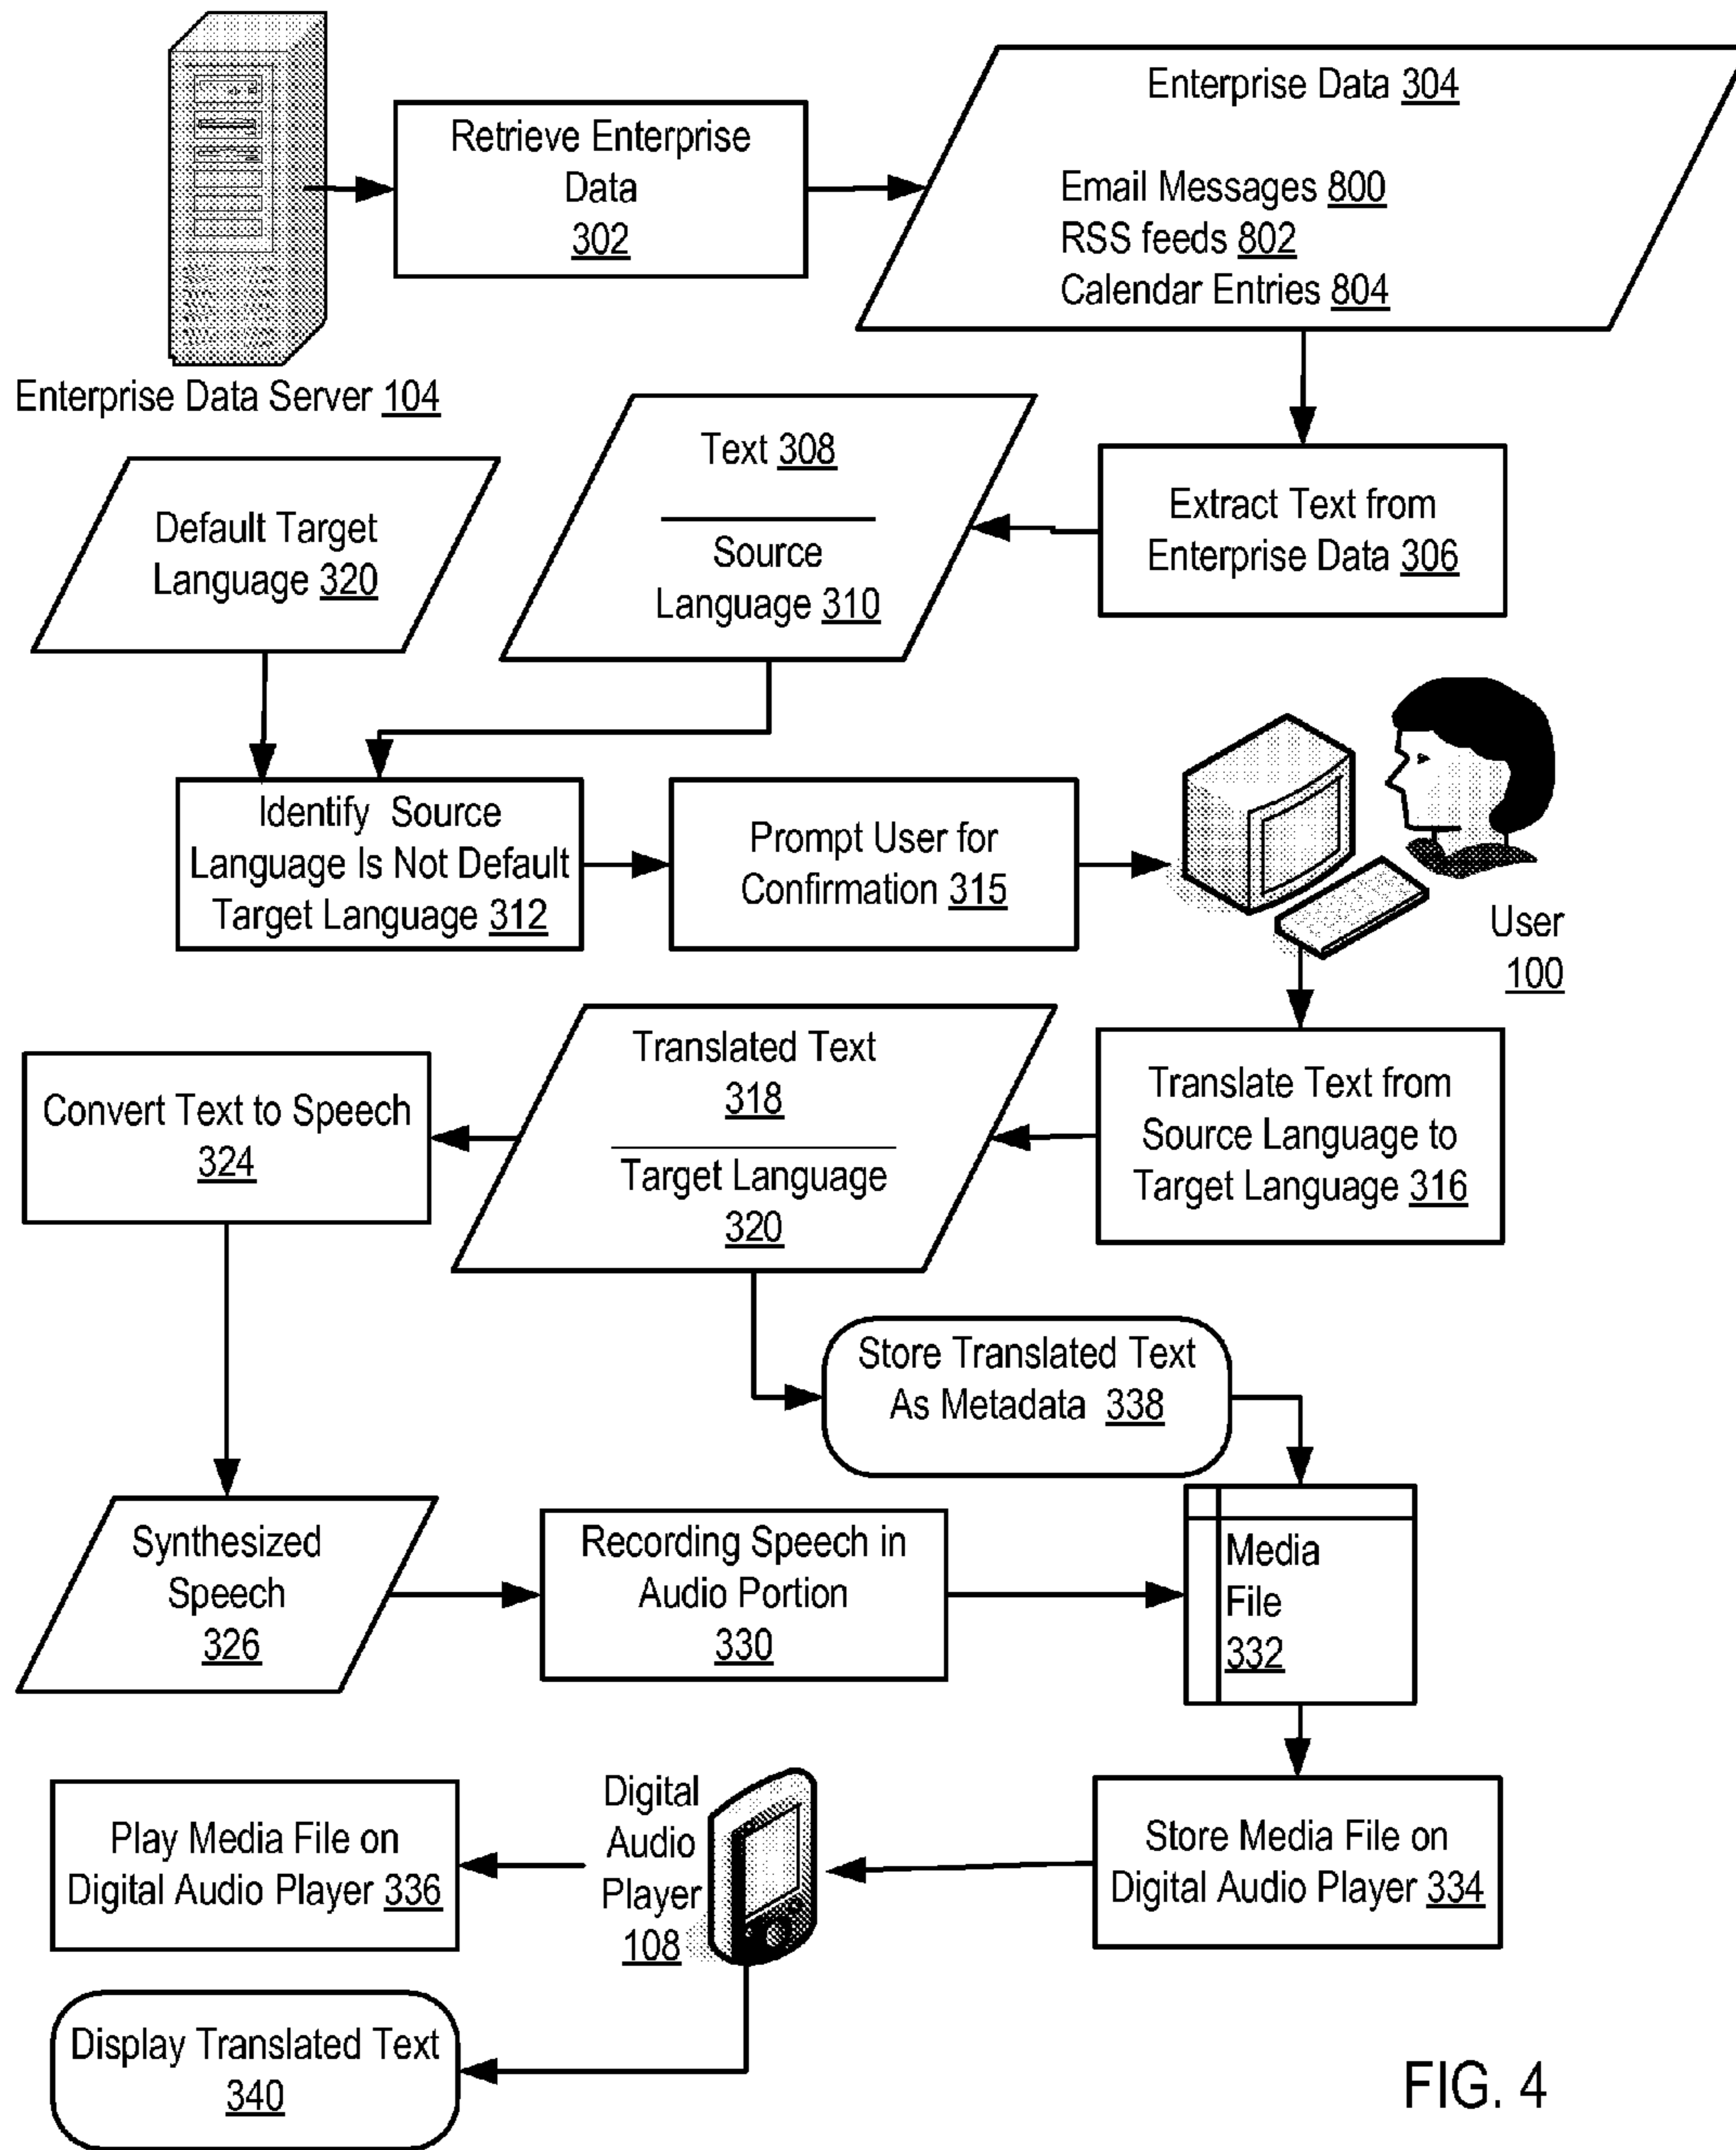 Retrieve Enterprise
Data
302
Enterprise Data 304
Email Messages 800
RSS feeds 802
Calendar Entries 804
Enterprise Data Server 104
Text 308
Source
Language 310
Extract Text from
Enterprise Data 306
Default Target
Language 320
Identify Source
Language Is Not Default
Target Language 312
Prompt User for
Confirmation 315
User
100
Translate Text from
Source Language to
Target Language 316
Translated Text
318
Target Language
320
Convert Text to Speech
324
Store Translated Text
As Metadata 338
Synthesized
Speech
326
Recording Speech in
Audio Portion
330
Media
File
332
Store Media File on
Digital Audio Player 334
Digital
Audio
Player
108
Play Media File on
Digital Audio Player 336
Display Translated Text
340
FIG. 4